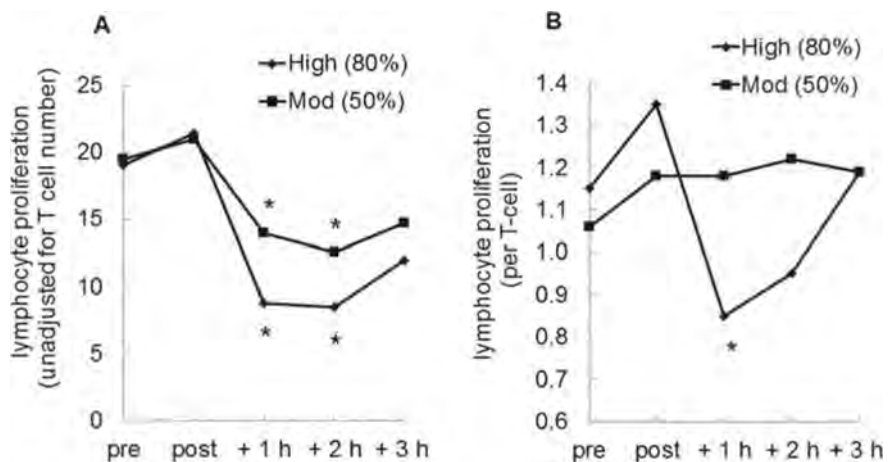 A
High (80%)
Mod (50%)
lymphocyte proliferation
(unadjusted for T cell number)
25
20
15
10
5
0
*
*
*
*
pre post + 1 h + 2 h + 3 h
B
High (80%)
Mod (50%)
lymphocyte proliferation
(per T-cell)
1.4
1.3
1.2
1.1
1.0
0.9
0.8
0.7
0.6
*
pre post + 1 h + 2 h + 3 h